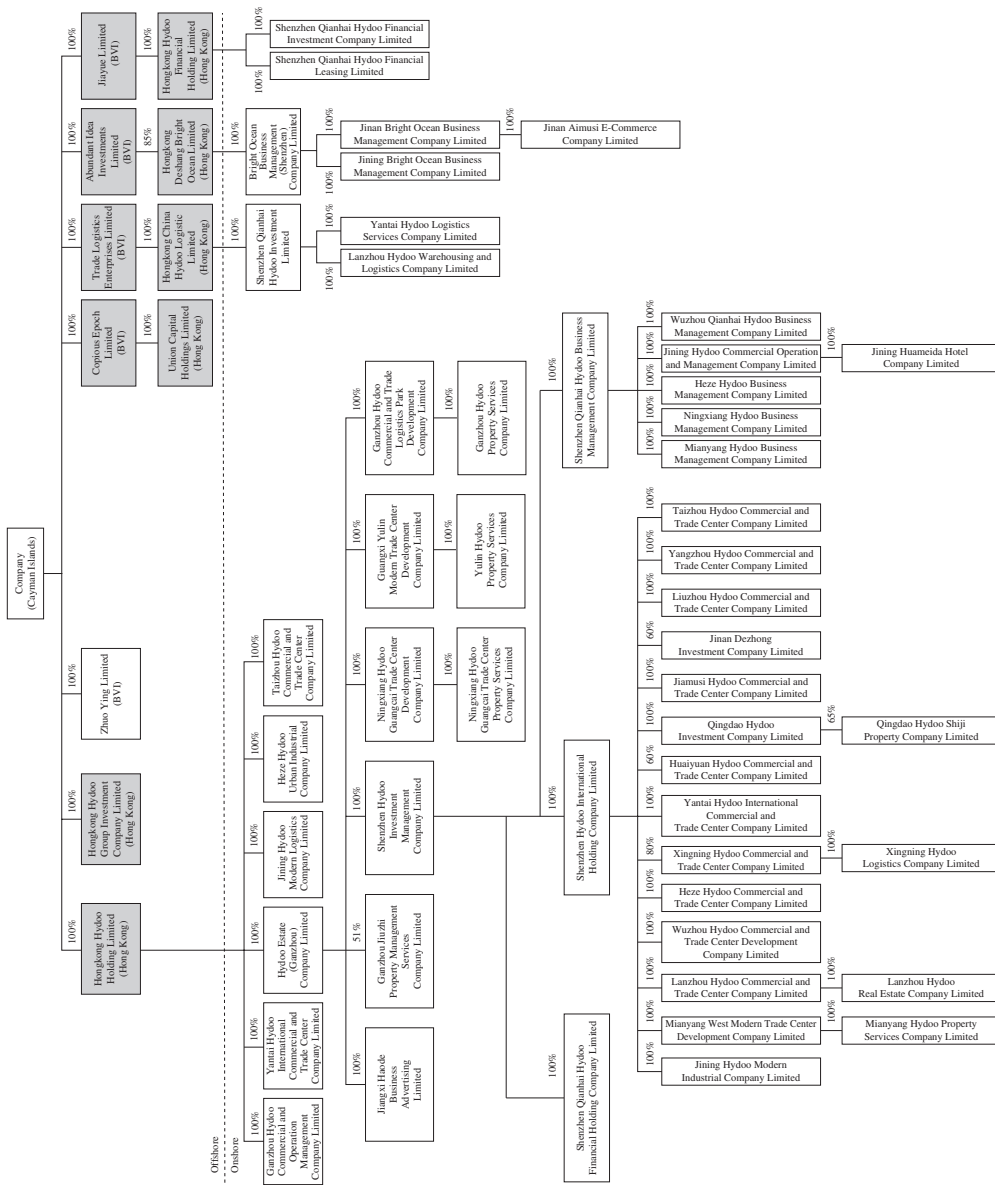 Company
(Cayman Islands)
100%
Hongkong Hydoo
Holding Limited
(Hong Kong)
100%
Hongkong Hydoo
Group Investment
Company Limited
(Hong Kong)
100%
Zhuo Ying Limited
(BVI)
100%
Copious Epoch
Limited
(BVI)
100%
Trade Logistics
Enterprises Limited
(BVI)
100%
Abundant Idea
Investments
Limited
(BVI)
100%
Jiayue Limited
(BVI)
100%
Union Capital
Holdings Limited
(Hong Kong)
100%
Hongkong China
Hydoo Logistic
Limited
(Hong Kong)
85%
Hongkong
Deshang Bright
Ocean Limited
(Hong Kong)
100%
Hongkong Hydoo
Financial
Holding Limited
(Hong Kong)
Offshore
Onshore
100%
Ganzhou Hydoo
Commercial and
Operation
Management
Company Limited
100%
Yantai Hydoo
International
Commercial and
Trade Center
Company Limited
100%
Hydoo Estate
(Ganzhou)
Company Limited
100%
Jining Hydoo
Modern Logistics
Company Limited
100%
Heze Hydoo
Urban Industrial
Company Limited
100%
Taizhou Hydoo
Commercial and
Trade Center
Company Limited
100%
Shenzhen Qianhai
Hydoo Investment
Limited
100%
Bright Ocean
Business
Management
(Shenzhen)
Company Limited
100%
Shenzhen Qianhai Hydoo Financial
Investment Company Limited
100%
Shenzhen Qianhai Hydoo Financial
Leasing Limited
100%
Yantai Hydoo Logistics
Services Company Limited
100%
Lanzhou Hydoo Warehousing and
Logistics Company Limited
100%
Jinan Bright Ocean Business
Management Company Limited
100%
Jining Bright Ocean Business
Management Company Limited
100%
Jinan Aimusi E-Commerce
Company Limited
100%
Jiangxi Haode
Business
Advertising
Limited
51%
Ganzhou Jiuzhi
Property Management
Services
Company Limited
100%
Shenzhen Hydoo
Investment
Management
Company Limited
100%
Ningxiang Hydoo
Guangcai Trade Center
Development
Company Limited
100%
Guangxi Yulin
Modern Trade Center
Development
Company Limited
100%
Ganzhou Hydoo
Commercial and Trade
Logistics Park
Development
Company Limited
100%
Ningxiang Hydoo
Guangcai Trade Center
Property Services
Company Limited
100%
Yulin Hydoo
Property Services
Company Limited
100%
Ganzhou Hydoo
Property Services
Company Limited
100%
Shenzhen Qianhai Hydoo
Financial Holding Company Limited
100%
Shenzhen Hydoo International
Holding Company Limited
100%
Shenzhen Qianhai Hydoo Business
Management Company Limited
100%
Wuzhou Qianhai Hydoo Business
Management Company Limited
100%
Jining Hydoo Commercial Operation
and Management Company Limited
100%
Jining Huameida Hotel
Company Limited
100%
Heze Hydoo Business
Management Company Limited
100%
Ningxiang Hydoo Business
Management Company Limited
100%
Mianyang Hydoo Business
Management Company Limited
100%
Taizhou Hydoo Commercial and
Trade Center Company Limited
100%
Yangzhou Hydoo Commercial and
Trade Center Company Limited
100%
Liuzhou Hydoo Commercial and
Trade Center Company Limited
60%
Jinan Dezhong
Investment Company Limited
100%
Jiamusi Hydoo Commercial and
Trade Center Company Limited
100%
Qingdao Hydoo
Investment Company Limited
65%
Qingdao Hydoo Shiji
Property Company Limited
60%
Huaiyuan Hydoo Commercial and
Trade Center Company Limited
100%
Yantai Hydoo International
Commercial and
Trade Center Company Limited
80%
Xingning Hydoo Commercial and
Trade Center Company Limited
100%
Xingning Hydoo
Logistics Company Limited
100%
Heze Hydoo Commercial and
Trade Center Company Limited
100%
Wuzhou Hydoo Commercial and
Trade Center Development
Company Limited
100%
Lanzhou Hydoo Commercial and
Trade Center Company Limited
100%
Lanzhou Hydoo
Real Estate Company Limited
100%
Mianyang West Modern Trade Center
Development Company Limited
100%
Mianyang Hydoo Property
Services Company Limited
100%
Jining Hydoo Modern
Industrial Company Limited